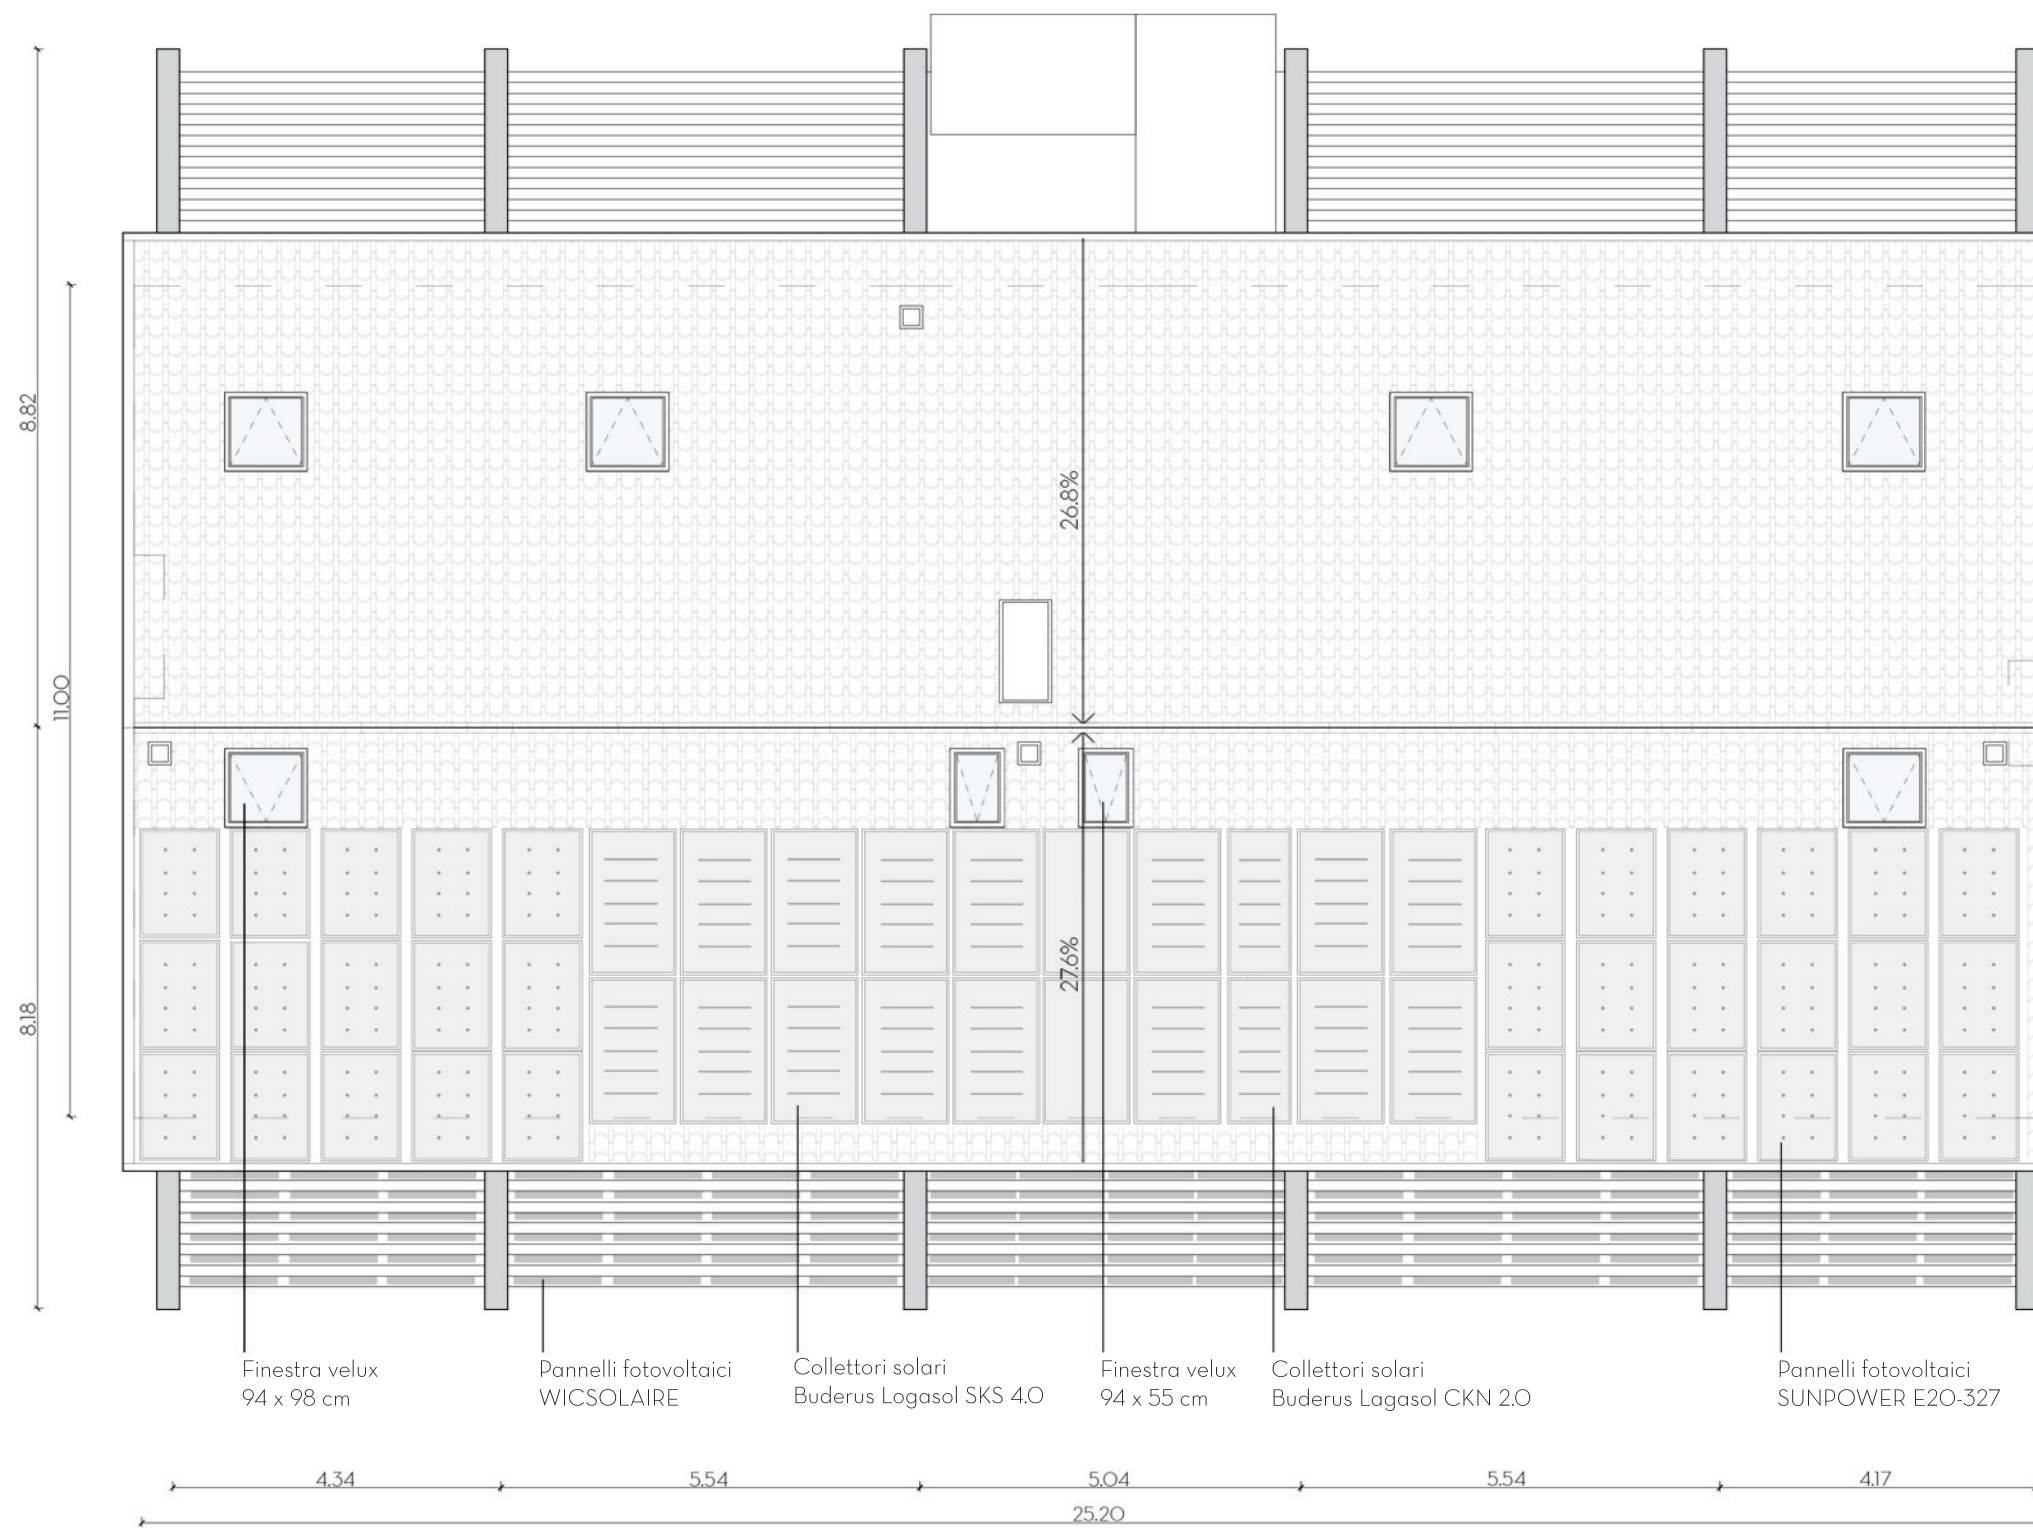 8.82
11.00
8.18
26.8%
27.6%
Finestra velux
94 x 98 cm
Pannelli fotovoltaici
WICSOLAIRE
Collettori solari
Buderus Logasol SKS 4.0
Finestra velux
94 x 55 cm
Collettori solari
Buderus Lagasol CKN 2.0
Pannelli fotovoltaici
SUNPOWER E20-327
4.34
5.54
5.04
5.54
4.17
25.20